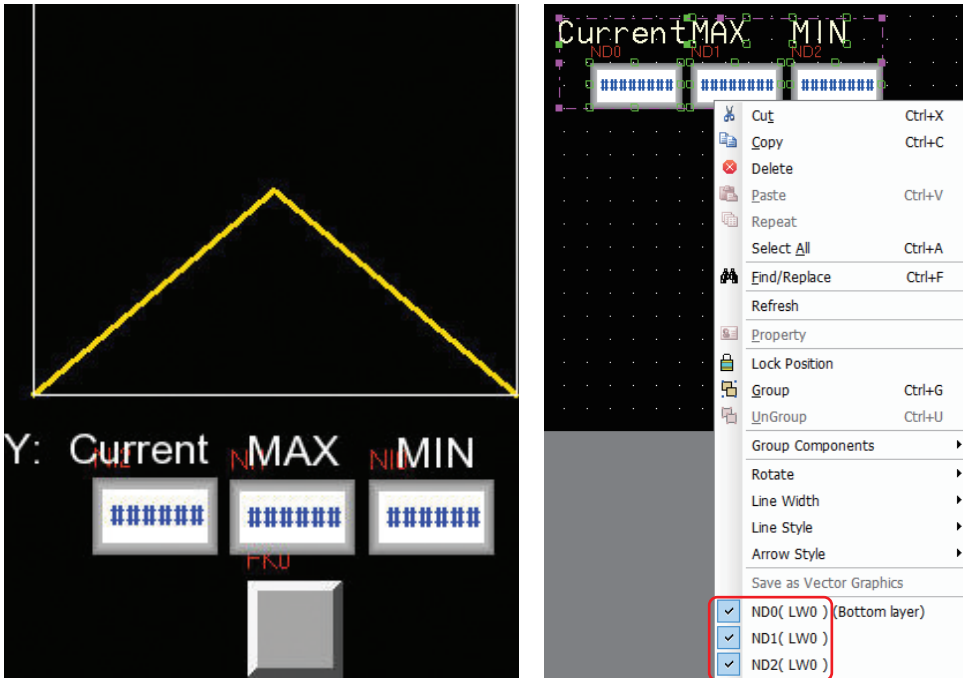 Y: Current MAX MIN
NI2 NI1 NI0
###### ###### ######
FK0
Current MAX MIN
ND0 ND1 ND2
######## ######## ########
Cut Ctrl+X
Copy Ctrl+C
Delete
Paste Ctrl+V
Repeat
Select All Ctrl+A
Find/Replace Ctrl+F
Refresh
Property
Lock Position
Group Ctrl+G
UnGroup Ctrl+U
Group Components
Rotate
Line Width
Line Style
Arrow Style
Save as Vector Graphics
ND0( LW0 ) (Bottom layer)
ND1( LW0 )
ND2( LW0 )